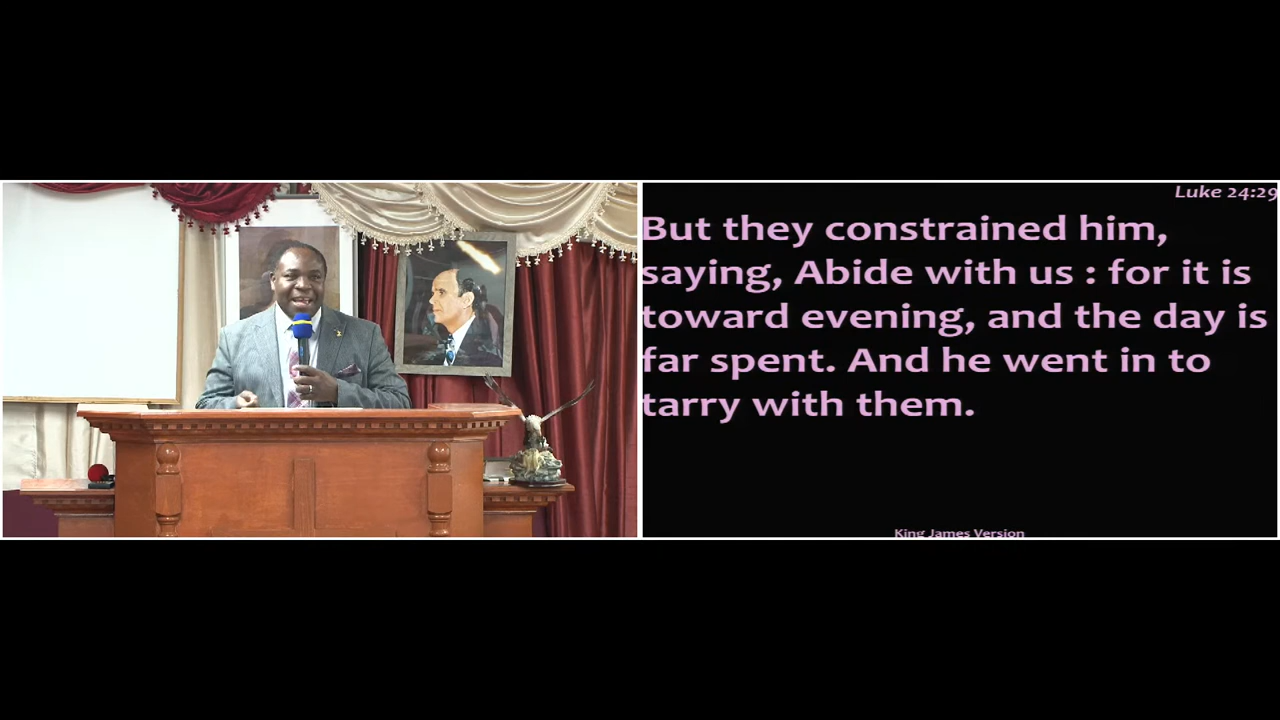 Luke 24:29
But they constrained him,
saying, Abide with us : for it is
toward evening, and the day is
far spent. And he went in to
tarry with them.
King James Version